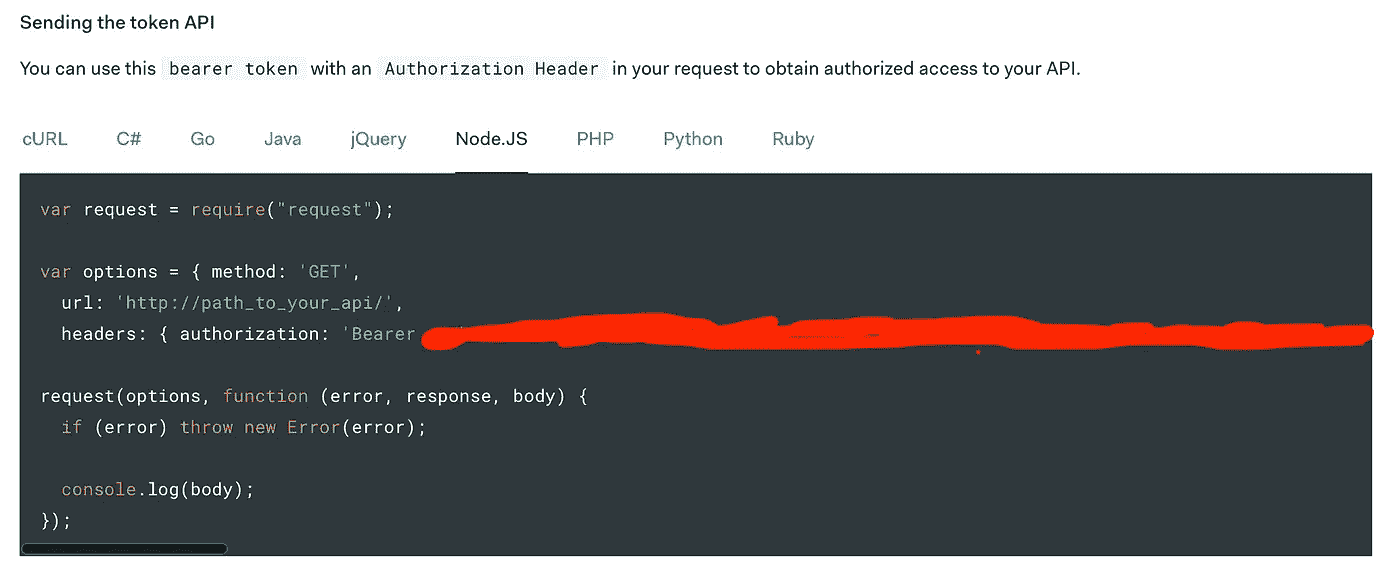 Sending the token API
You can use this bearer token with an Authorization Header in your request to obtain authorized access to your API.
cURL C# Go Java jQuery Node.JS PHP Python Ruby
var request = require("request");
var options = { method: 'GET',
url: 'http://path_to_your_api/',
headers: { authorization: 'Bearer
request(options, function (error, response, body) {
if (error) throw new Error(error);
console.log(body);
});